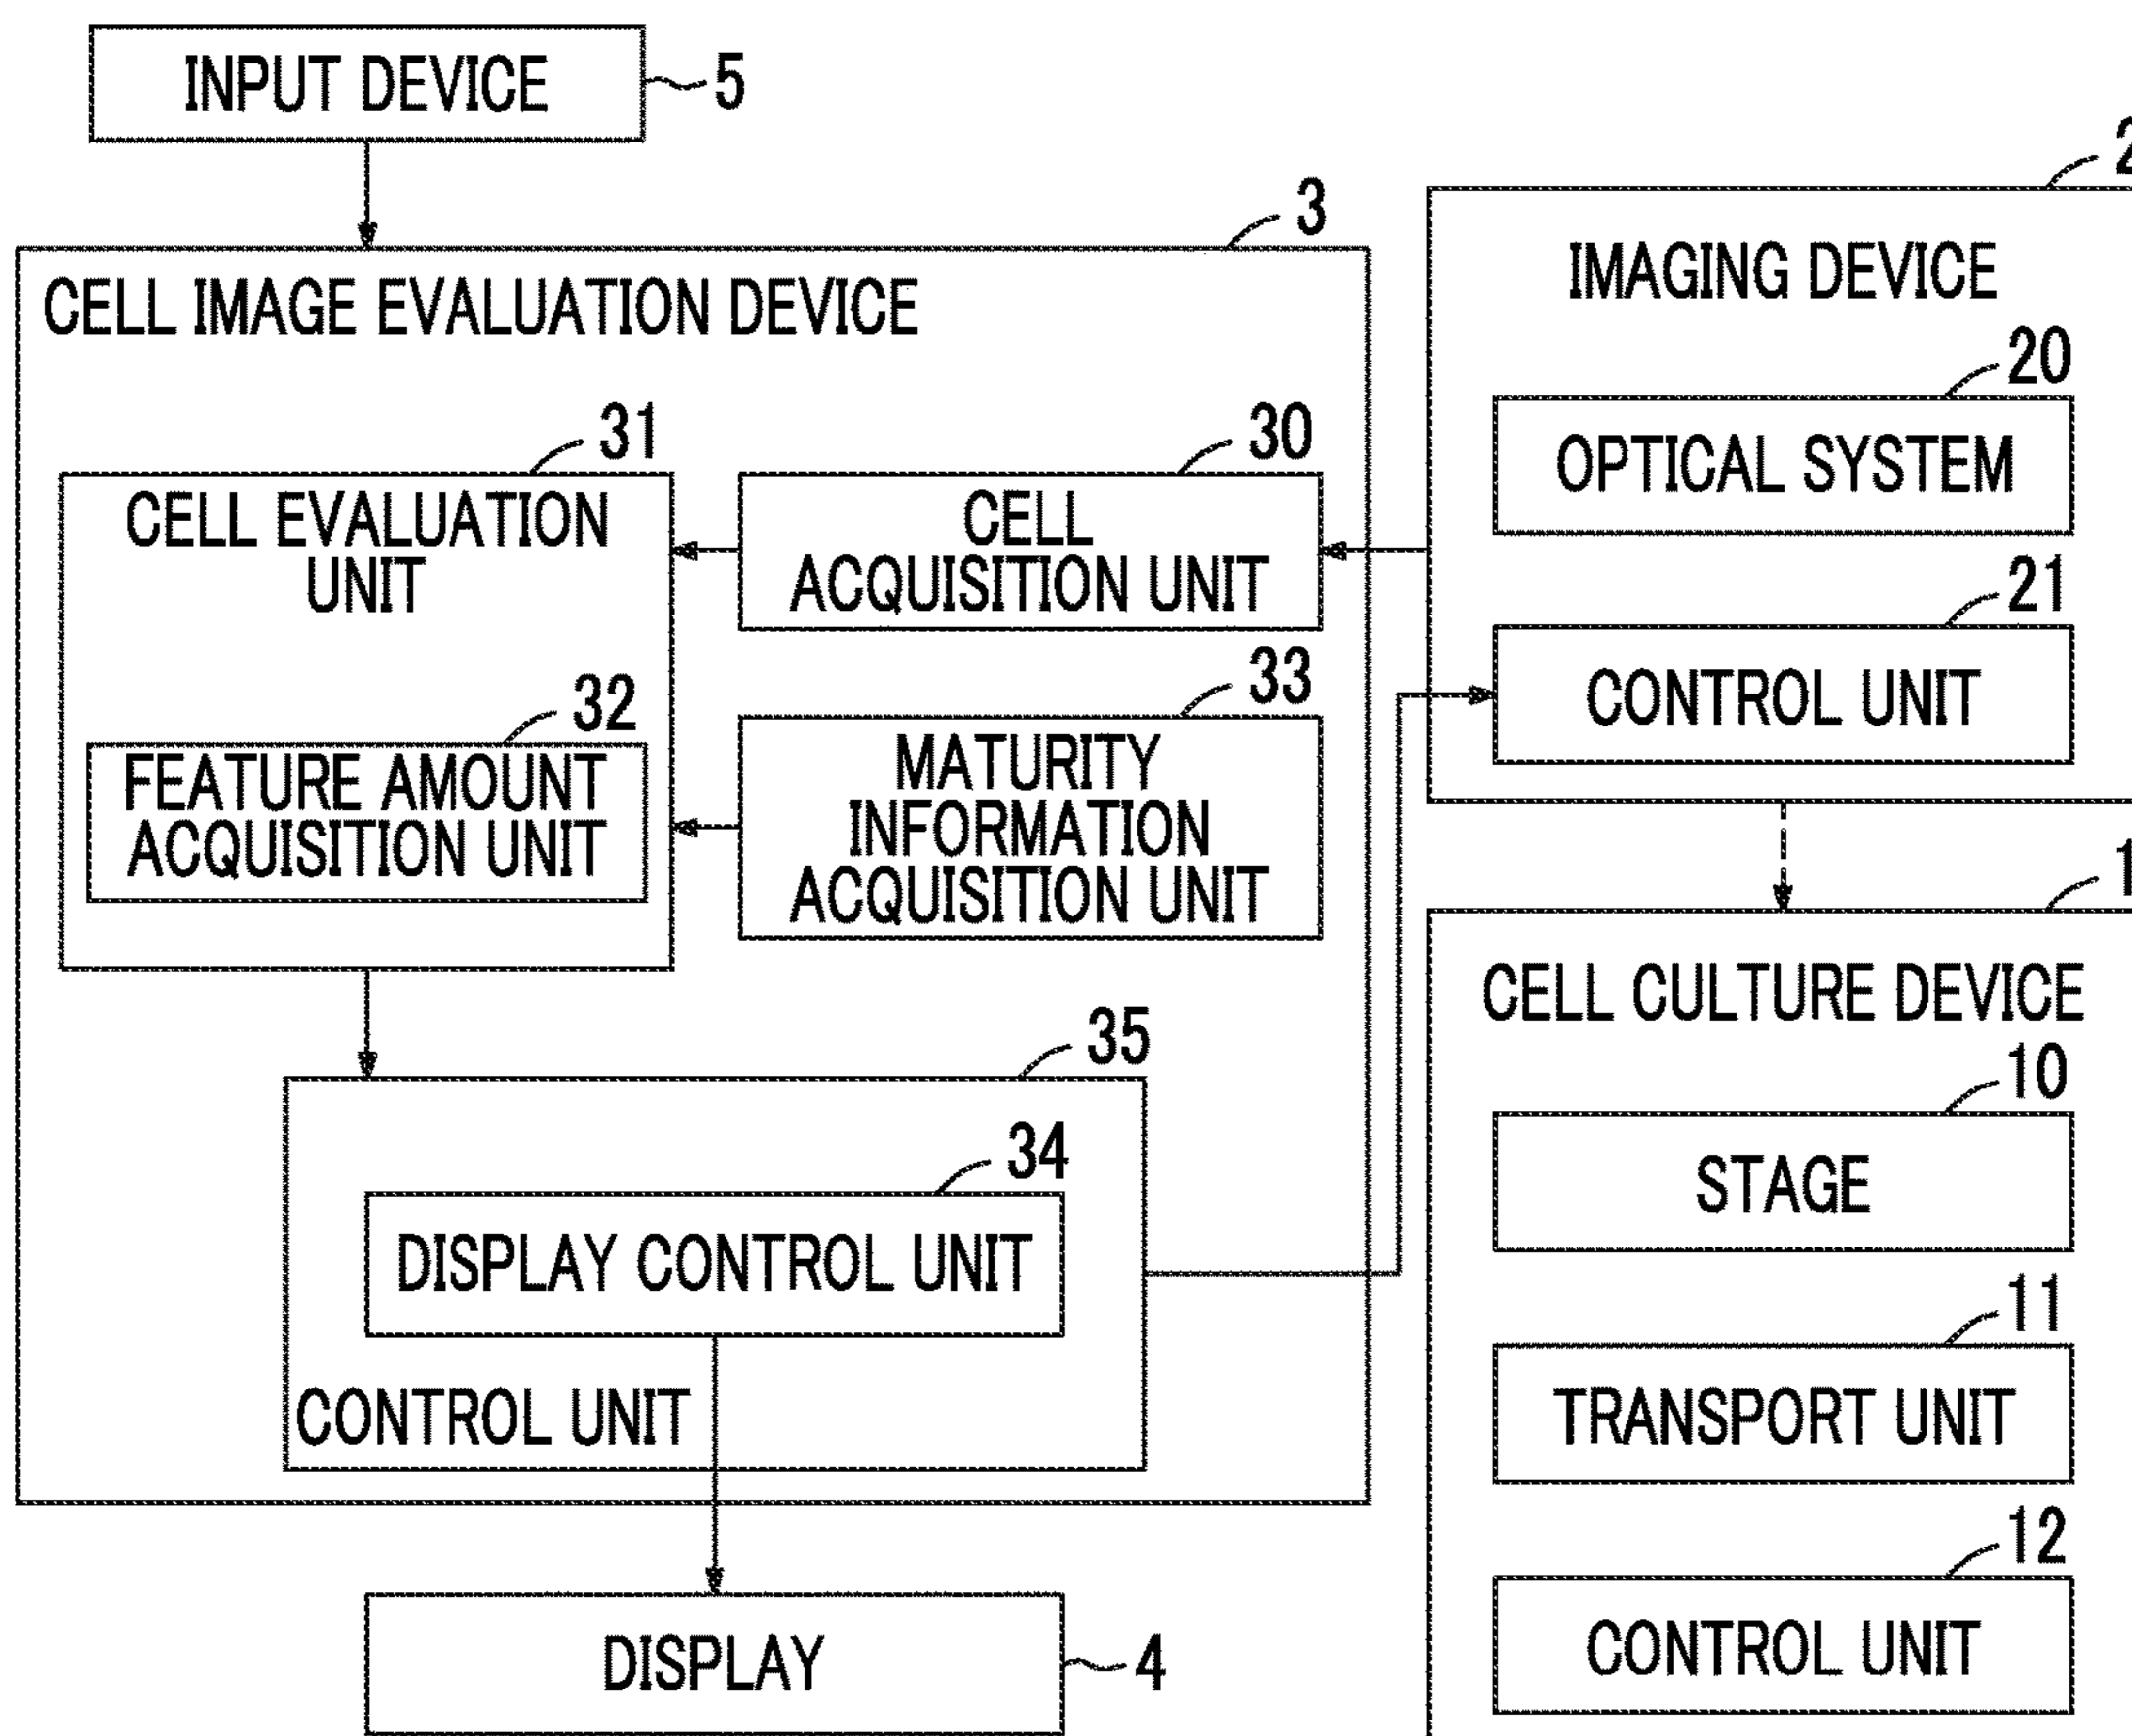 INPUT DEVICE
5
3
CELL IMAGE EVALUATION DEVICE
31
CELL EVALUATION
UNIT
32
FEATURE AMOUNT
ACQUISITION UNIT
30
CELL
ACQUISITION UNIT
33
MATURITY
INFORMATION
ACQUISITION UNIT
35
34
DISPLAY CONTROL UNIT
CONTROL UNIT
DISPLAY
4
2
IMAGING DEVICE
20
OPTICAL SYSTEM
21
CONTROL UNIT
1
CELL CULTURE DEVICE
10
STAGE
11
TRANSPORT UNIT
12
CONTROL UNIT